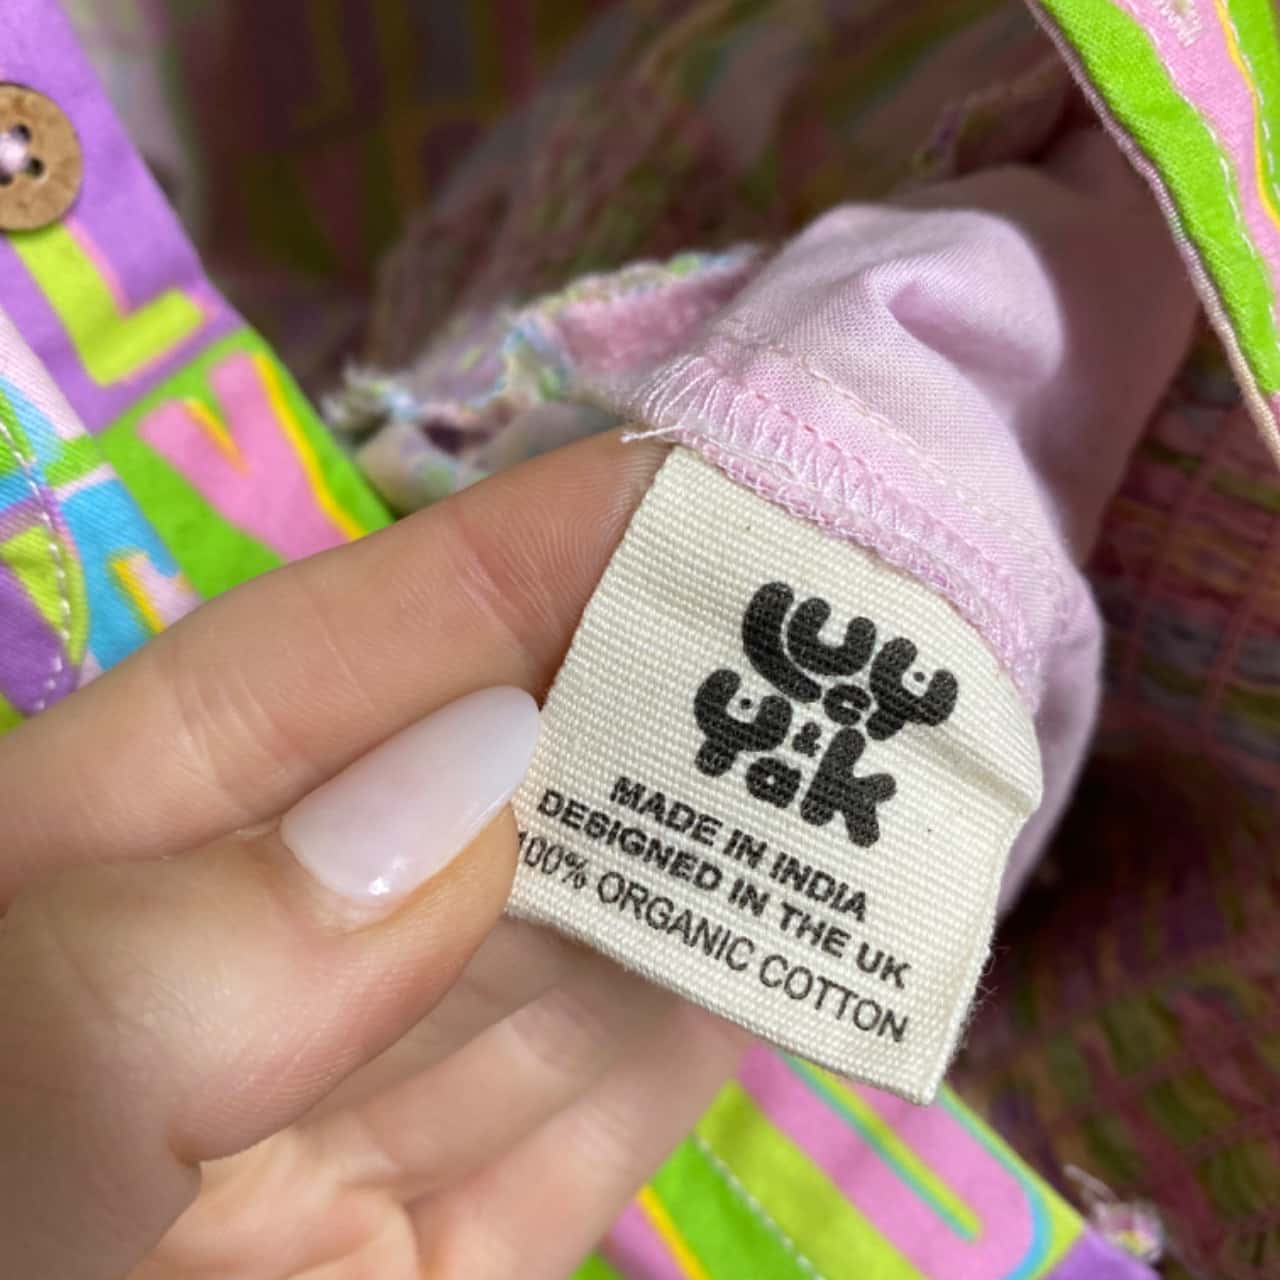 Lucy
&
Yak
MADE IN INDIA
DESIGNED IN THE UK
100% ORGANIC COTTON